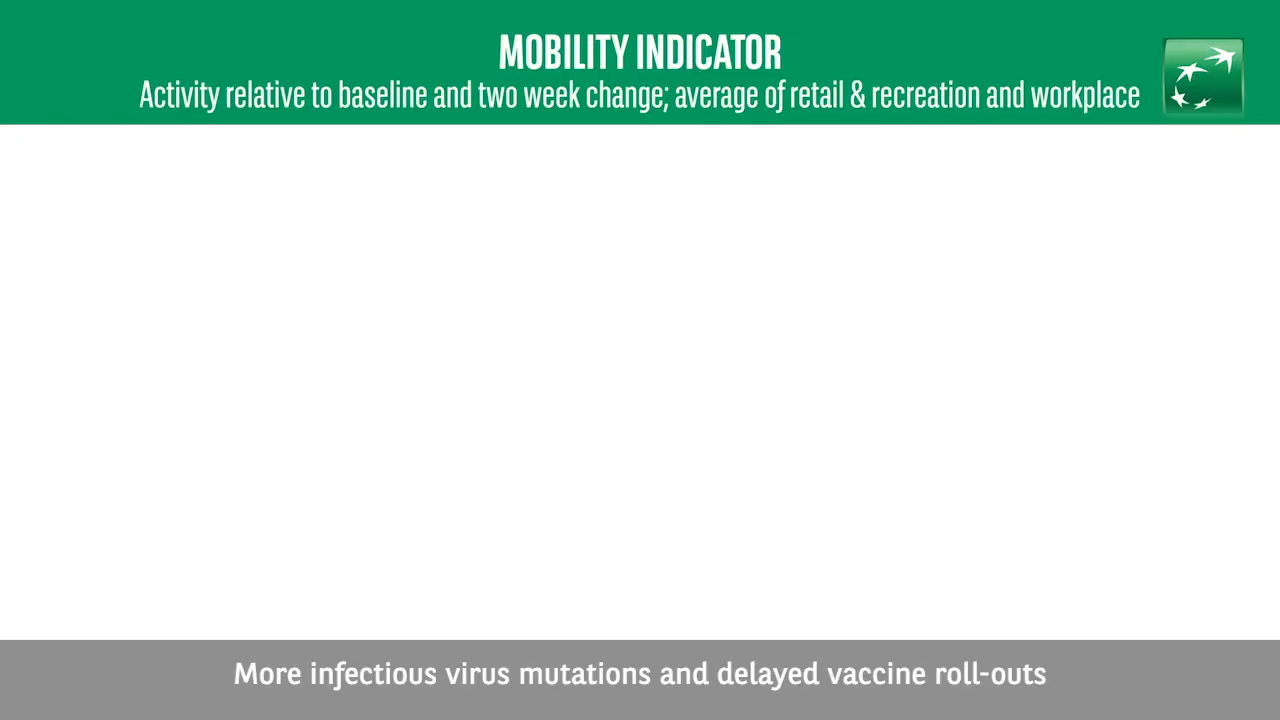 MOBILITY INDICATOR
Activity relative to baseline and two week change; average of retail & recreation and workplace
More infectious virus mutations and delayed vaccine roll-outs